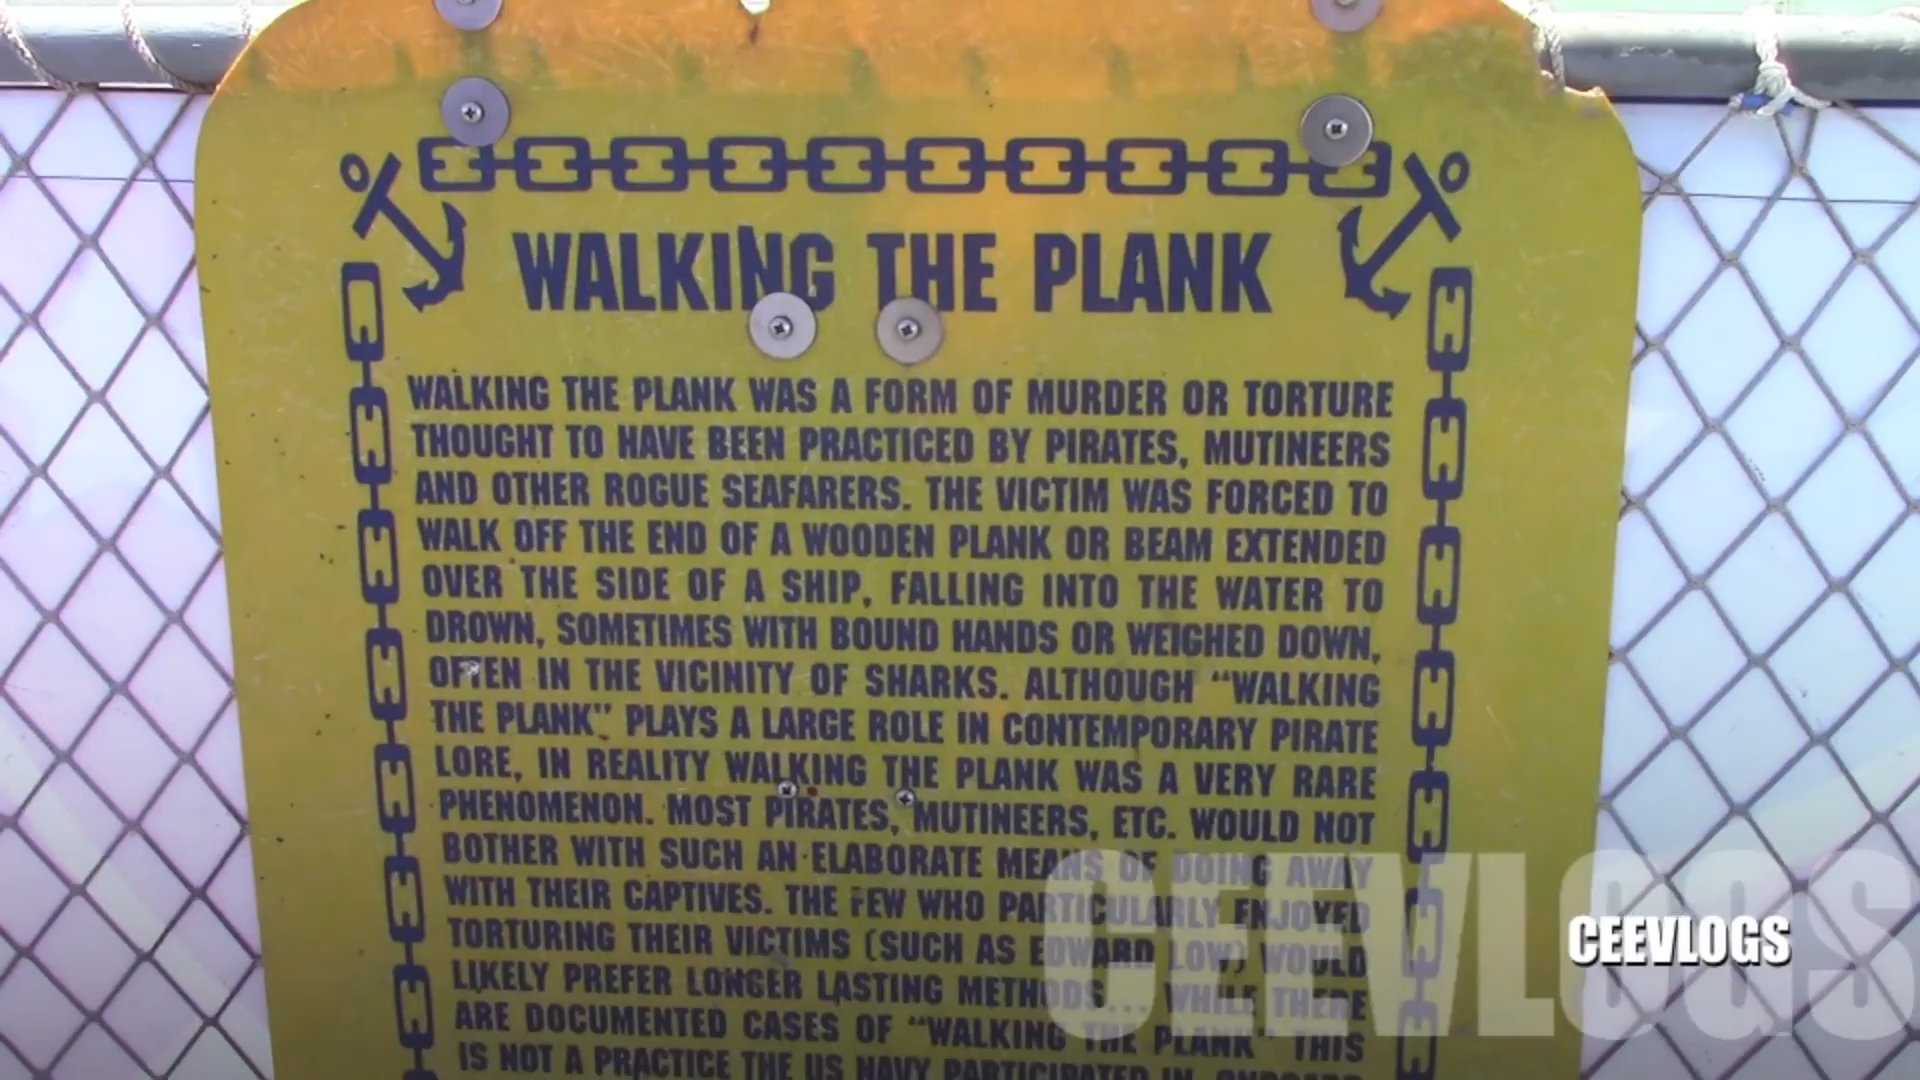 WALKING THE PLANK
WALKING THE PLANK WAS A FORM OF MURDER OR TORTURE
THOUGHT TO HAVE BEEN PRACTICED BY PIRATES, MUTINEERS
AND OTHER ROGUE SEAFARERS. THE VICTIM WAS FORCED TO
WALK OFF THE END OF A WOODEN PLANK OR BEAM EXTENDED
OVER THE SIDE OF A SHIP, FALLING INTO THE WATER TO
DROWN, SOMETIMES WITH BOUND HANDS OR WEIGHED DOWN,
OFTEN IN THE VICINITY OF SHARKS. ALTHOUGH “WALKING
THE PLANK”, PLAYS A LARGE ROLE IN CONTEMPORARY PIRATE
LORE, IN REALITY WALKING THE PLANK WAS A VERY RARE
PHENOMENON. MOST PIRATES, MUTINEERS, ETC. WOULD NOT
BOTHER WITH SUCH AN ELABORATE MEANS OF DOING AWAY
WITH THEIR CAPTIVES. THE FEW WHO PARTICULARLY ENJOYED
TORTURING THEIR VICTIMS (SUCH AS EDWARD LOW) WOULD
LIKELY PREFER LONGER LASTING METHODS... WHILE THERE
ARE DOCUMENTED CASES OF “WALKING THE PLANK” THIS
IS NOT A PRACTICE THE US NAVY PARTICIPATED IN.
CEEVLOGS
CEEVLOGS